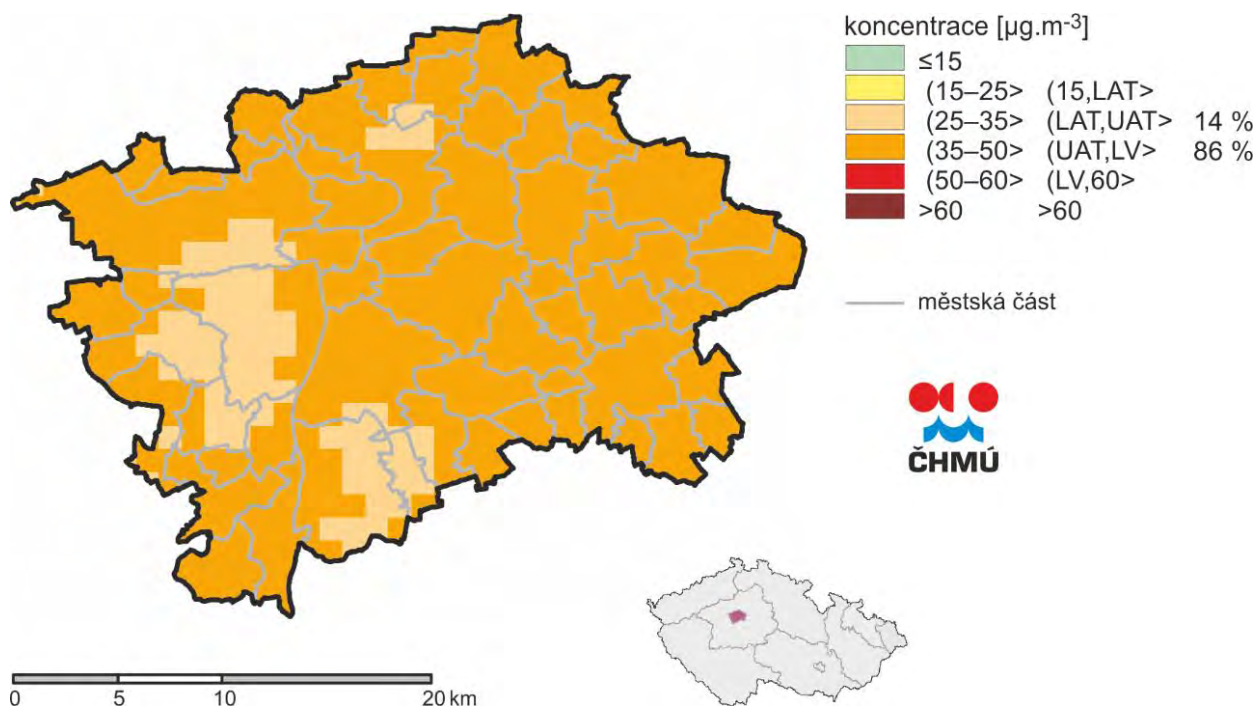 koncentrace [µg.m-3]
≤15
(15–25> (15,LAT>
(25–35> (LAT,UAT> 14 %
(35–50> (UAT,LV> 86 %
(50–60> (LV,60>
>60 >60
městská část
ČHMÚ
0 5 10 20 km